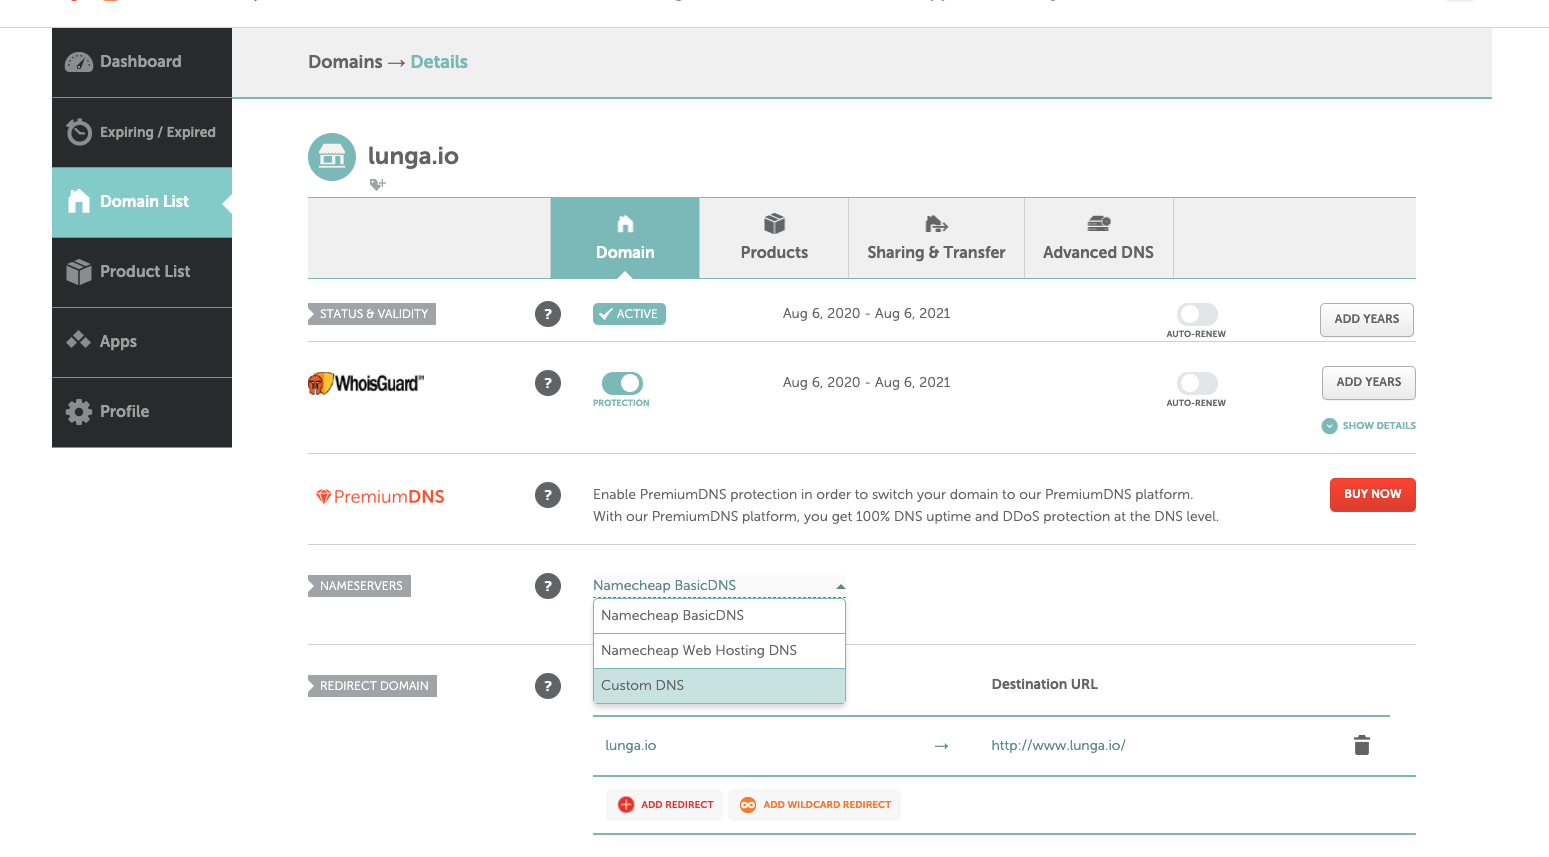 Dashboard
Expiring / Expired
Domain List
Product List
Apps
Profile
Domains → Details
lunga.io
Domain
Products
Sharing & Transfer
Advanced DNS
STATUS & VALIDITY
?
ACTIVE
Aug 6, 2020 - Aug 6, 2021
AUTO-RENEW
ADD YEARS
WhoisGuard™
?
PROTECTION
Aug 6, 2020 - Aug 6, 2021
AUTO-RENEW
ADD YEARS
SHOW DETAILS
PremiumDNS
?
Enable PremiumDNS protection in order to switch your domain to our PremiumDNS platform.
With our PremiumDNS platform, you get 100% DNS uptime and DDoS protection at the DNS level.
BUY NOW
NAMESERVERS
?
Namecheap BasicDNS
Namecheap BasicDNS
Namecheap Web Hosting DNS
Custom DNS
REDIRECT DOMAIN
?
Destination URL
lunga.io → http://www.lunga.io/
ADD REDIRECT
ADD WILDCARD REDIRECT